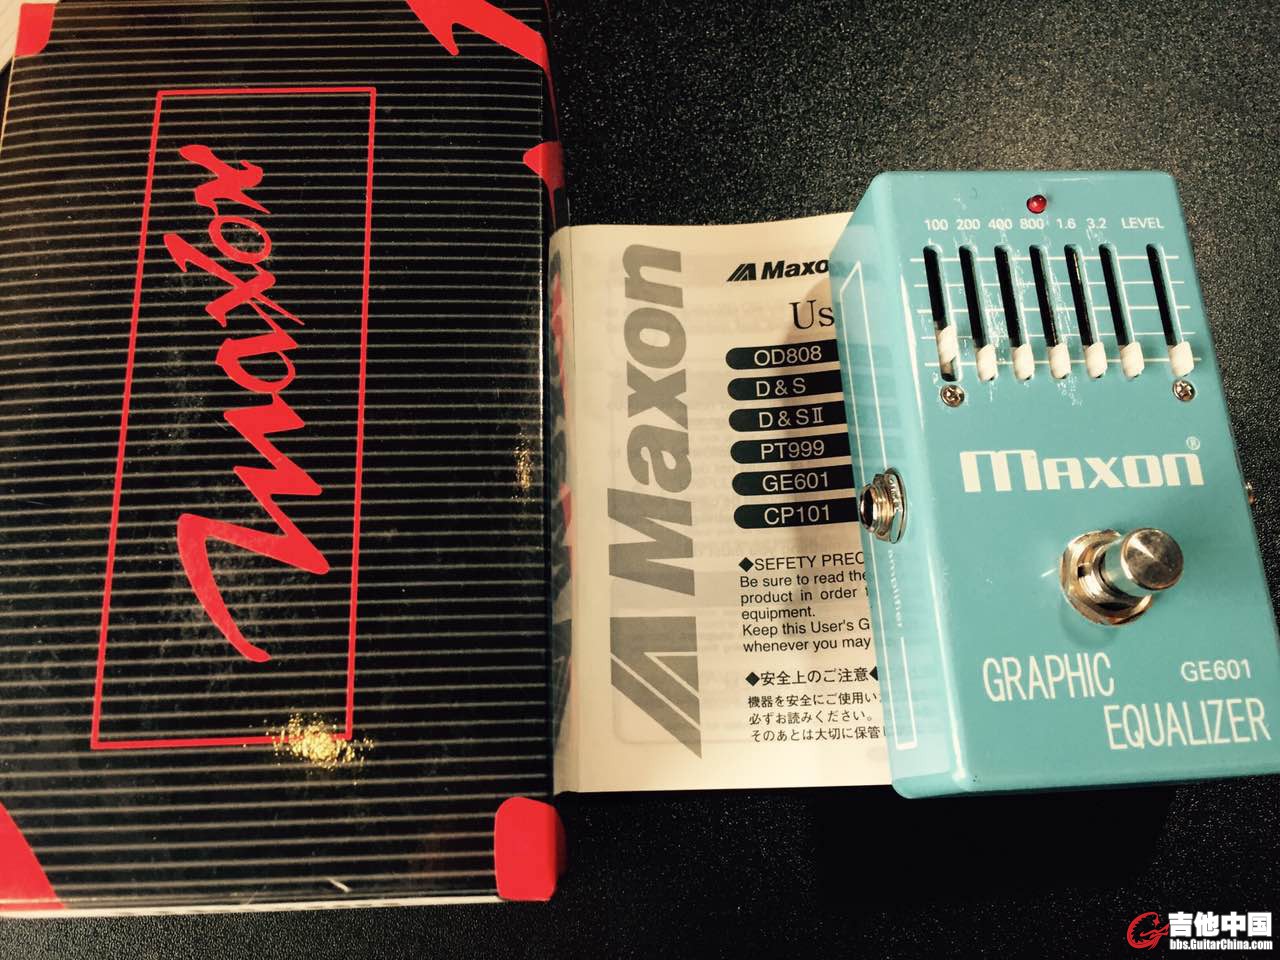 Maxon
Maxon
Maxo
Us
OD808
D&S
D&SⅡ
PT999
GE601
CP101
◆SEFETY PREC
Be sure to read the
product in order
equipment.
Keep this User's G
whenever you may
◆安全上のご注意◆
機器を安全にご使用い
必ずお読みください。
そのあとは大切に保管し
100 200 400 800 1.6 3.2 LEVEL
MAXON®
GRAPHIC
EQUALIZER
GE601
amplifier
吉他中国
bbs.GuitarChina.com